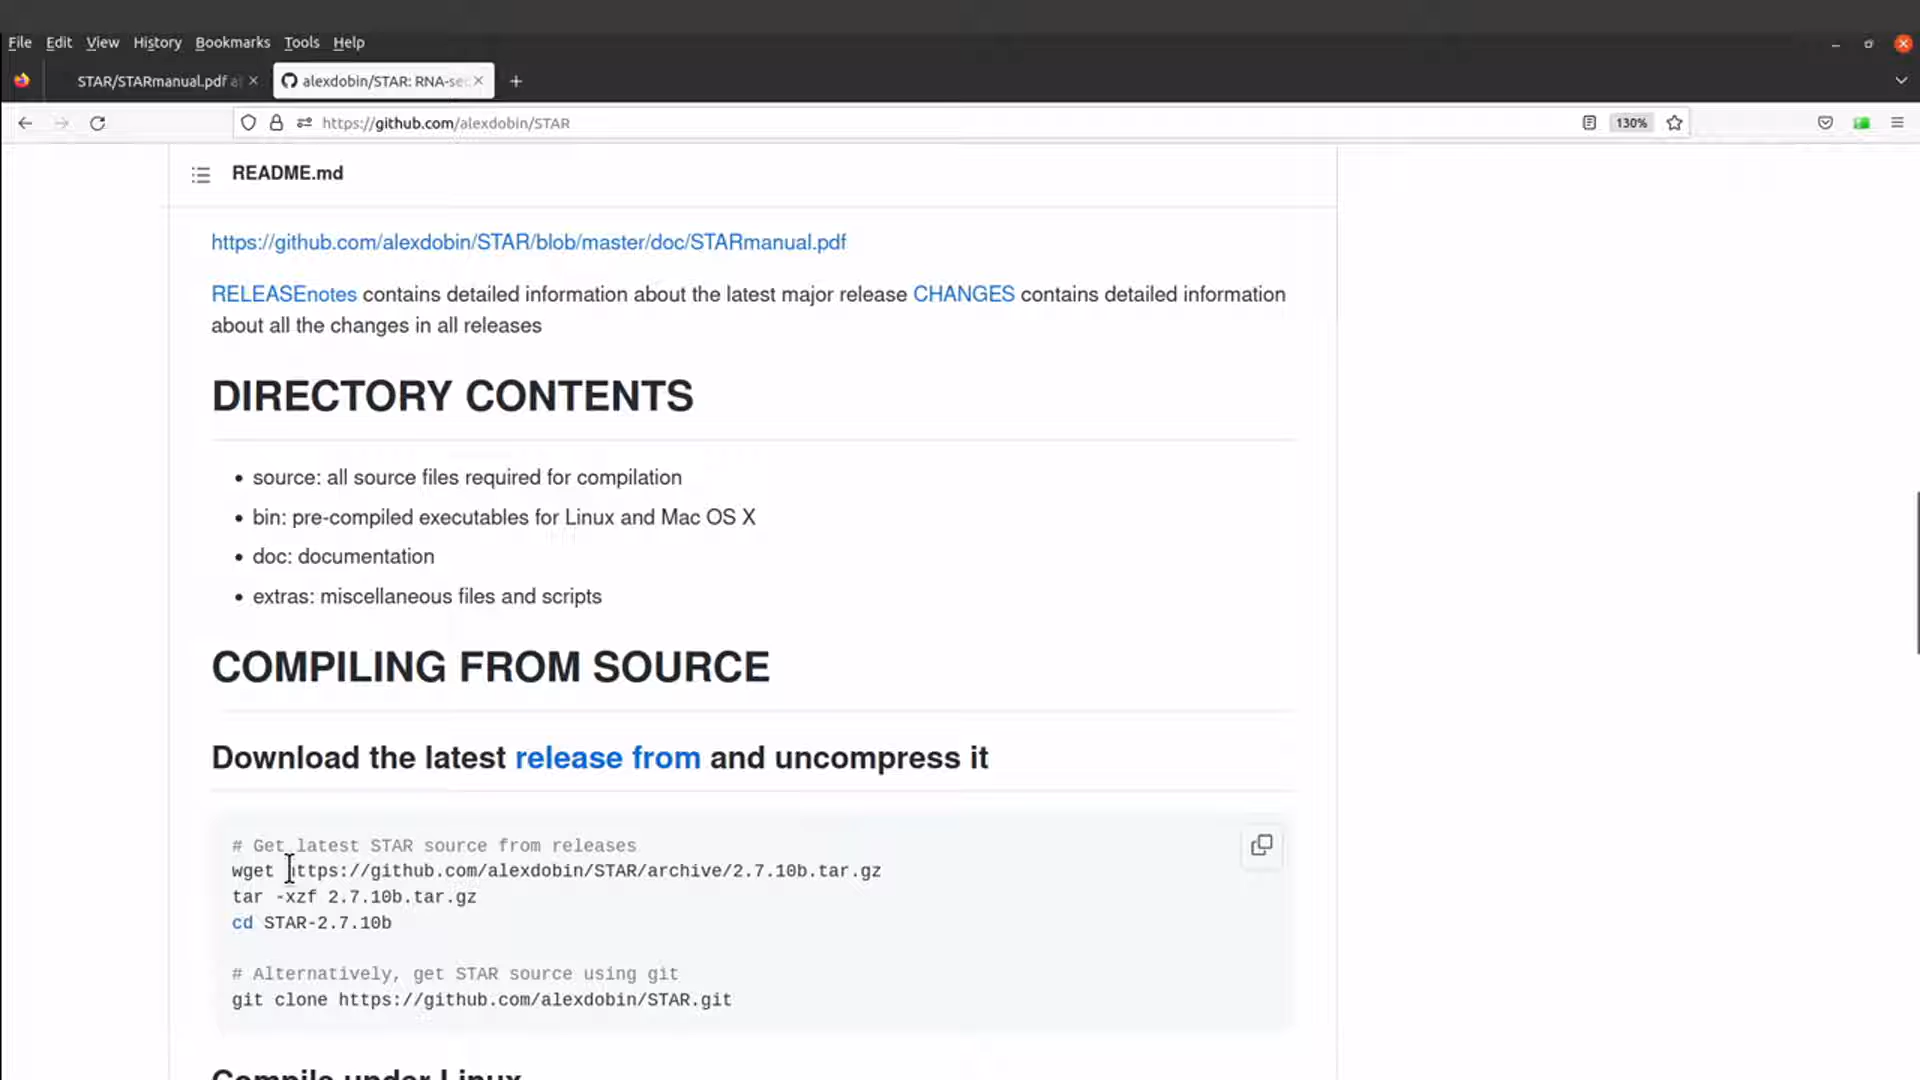 File Edit View History Bookmarks Tools Help
STAR/STARmanual.pdf a
alexdobin/STAR: RNA-sec
https://github.com/alexdobin/STAR
130%
README.md
https://github.com/alexdobin/STAR/blob/master/doc/STARmanual.pdf
RELEASEnotes contains detailed information about the latest major release CHANGES contains detailed information
about all the changes in all releases
DIRECTORY CONTENTS
• source: all source files required for compilation
• bin: pre-compiled executables for Linux and Mac OS X
• doc: documentation
• extras: miscellaneous files and scripts
COMPILING FROM SOURCE
Download the latest release from and uncompress it
# Get latest STAR source from releases
wget https://github.com/alexdobin/STAR/archive/2.7.10b.tar.gz
tar -xzf 2.7.10b.tar.gz
cd STAR-2.7.10b
# Alternatively, get STAR source using git
git clone https://github.com/alexdobin/STAR.git
Compile under Linux